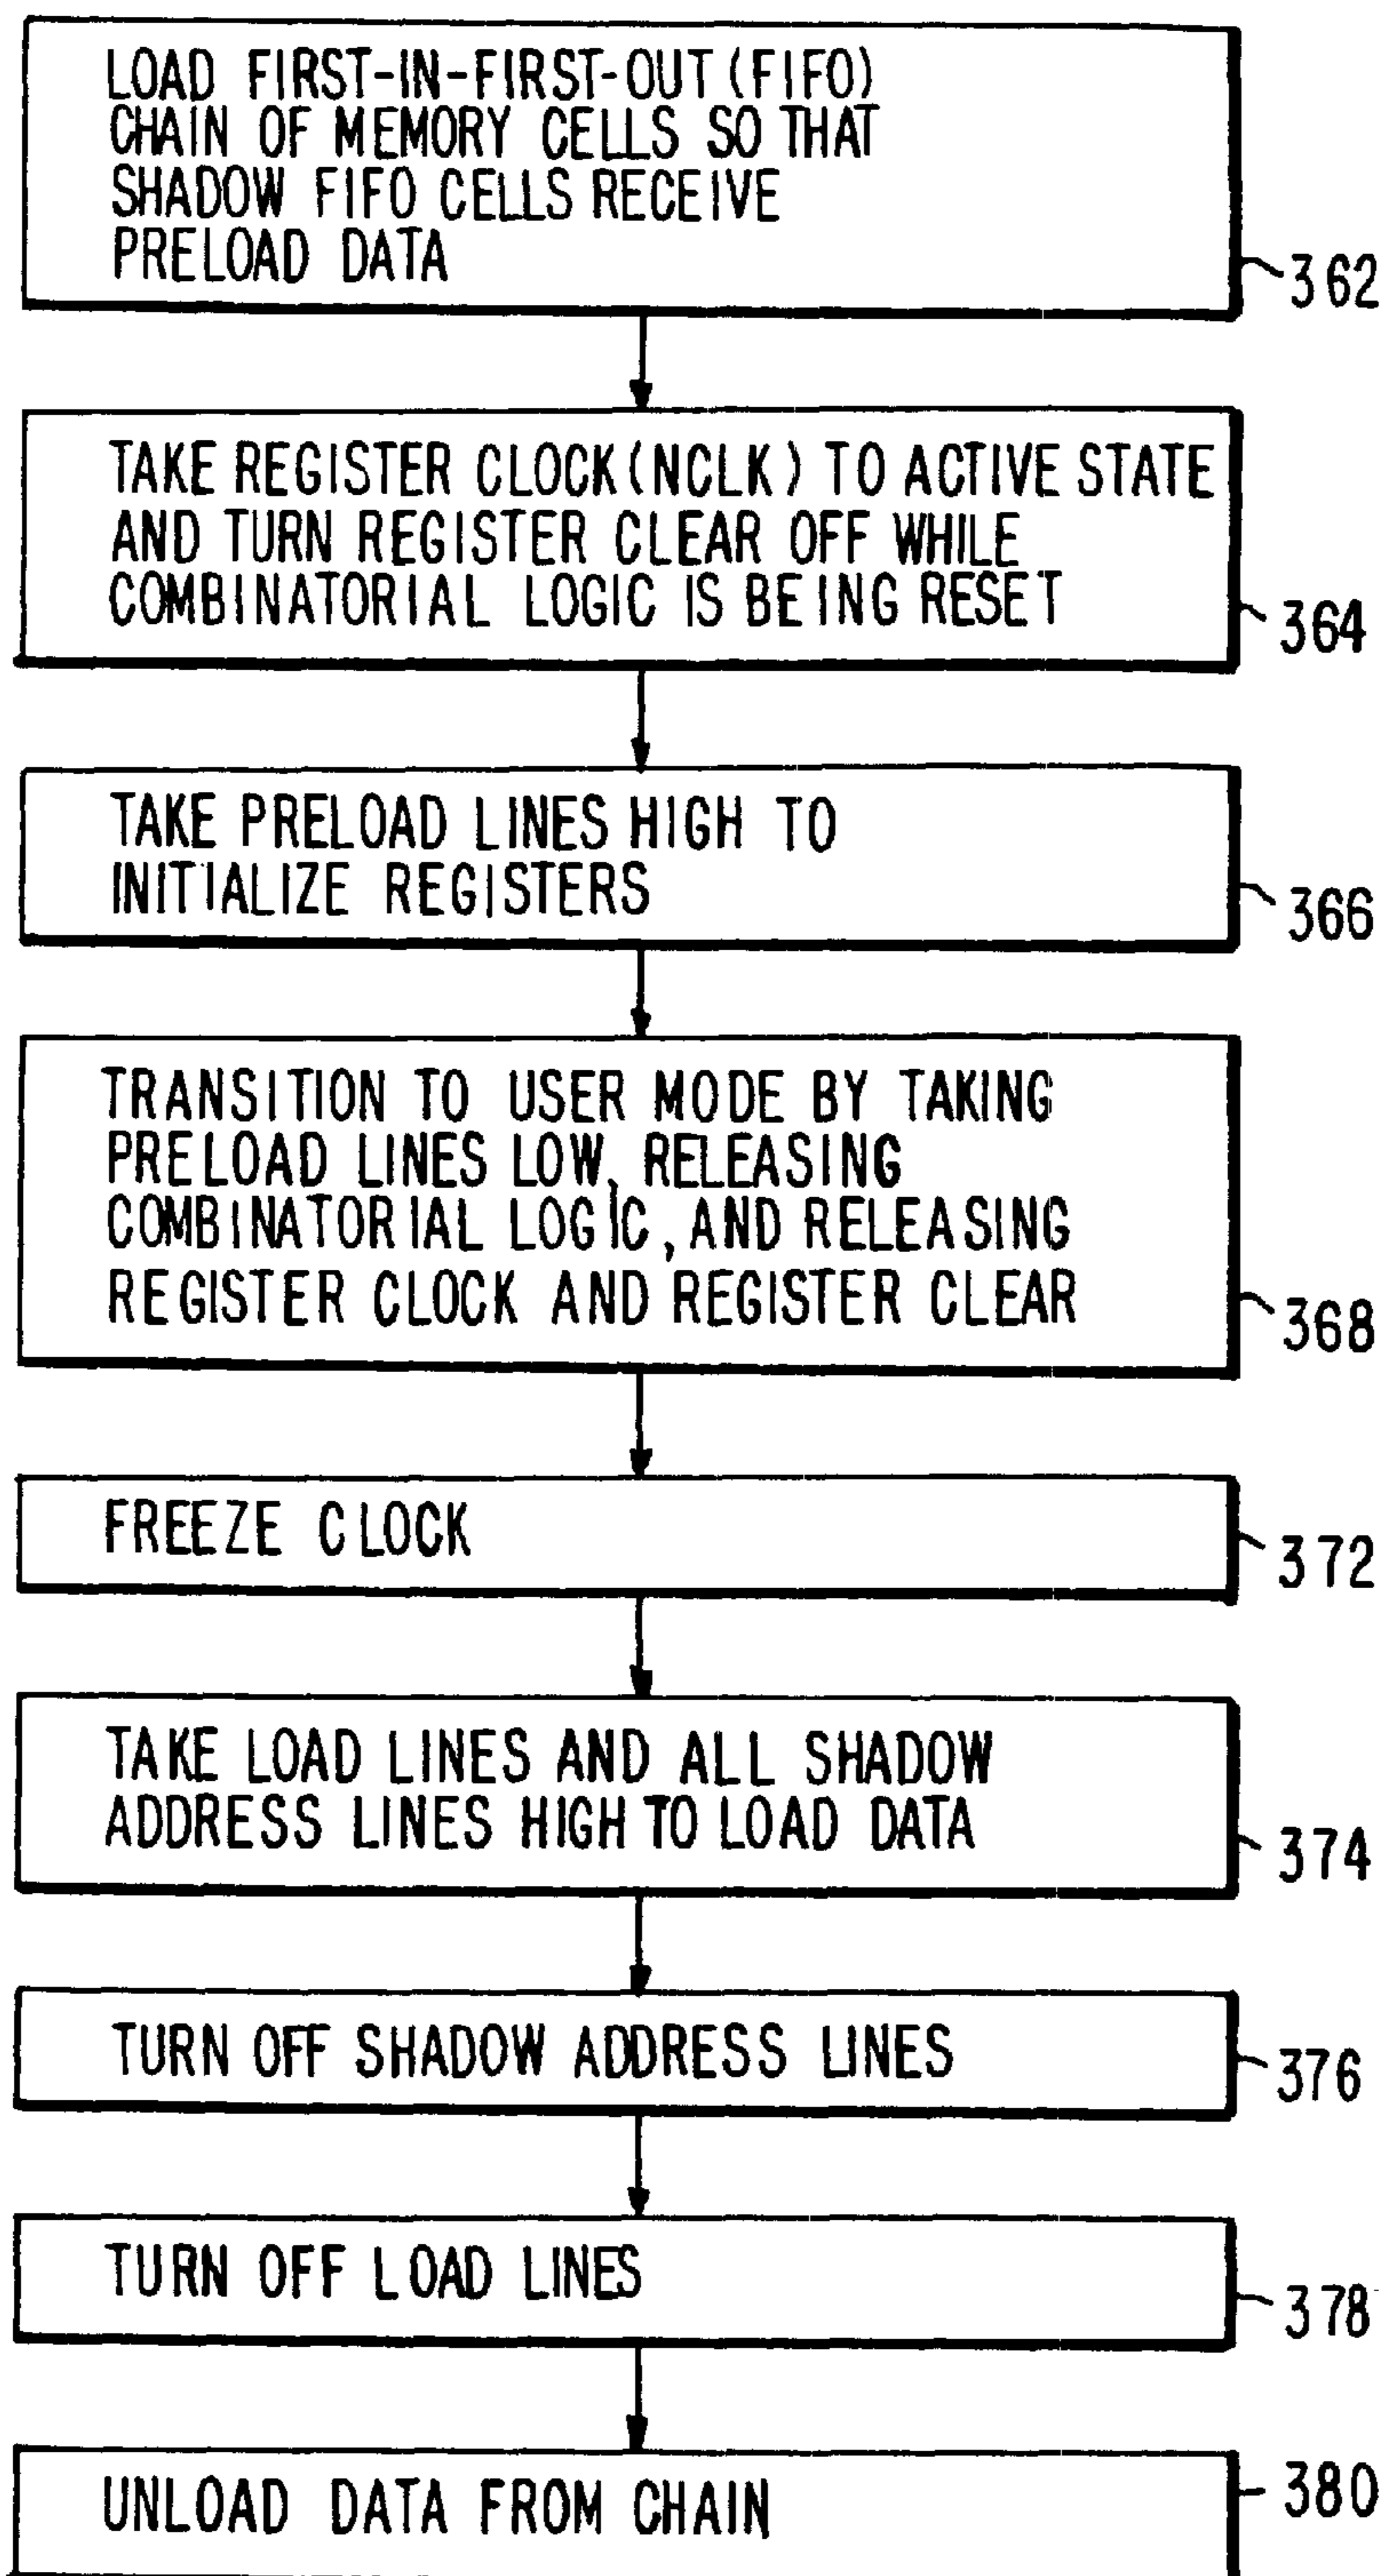 LOAD FIRST-IN-FIRST-OUT (FIFO)
CHAIN OF MEMORY CELLS SO THAT
SHADOW FIFO CELLS RECEIVE
PRELOAD DATA
362
TAKE REGISTER CLOCK (NCLK) TO ACTIVE STATE
AND TURN REGISTER CLEAR OFF WHILE
COMBINATORIAL LOGIC IS BEING RESET
364
TAKE PRELOAD LINES HIGH TO
INITIALIZE REGISTERS
366
TRANSITION TO USER MODE BY TAKING
PRELOAD LINES LOW, RELEASING
COMBINATORIAL LOGIC, AND RELEASING
REGISTER CLOCK AND REGISTER CLEAR
368
FREEZE CLOCK
372
TAKE LOAD LINES AND ALL SHADOW
ADDRESS LINES HIGH TO LOAD DATA
374
TURN OFF SHADOW ADDRESS LINES
376
TURN OFF LOAD LINES
378
UNLOAD DATA FROM CHAIN
380